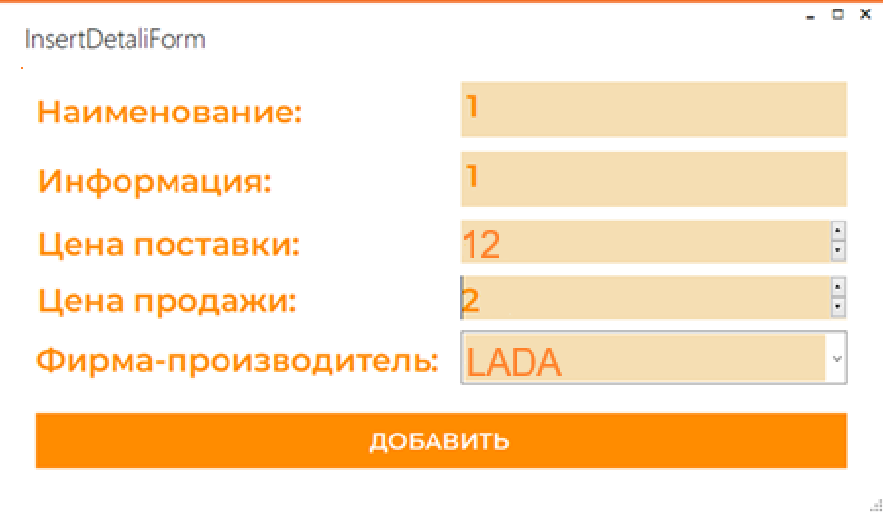 InsertDetaliForm
Наименование: 1
Информация: 1
Цена поставки: 12
Цена продажи: 2
Фирма-производитель: LADA
ДОБАВИТЬ